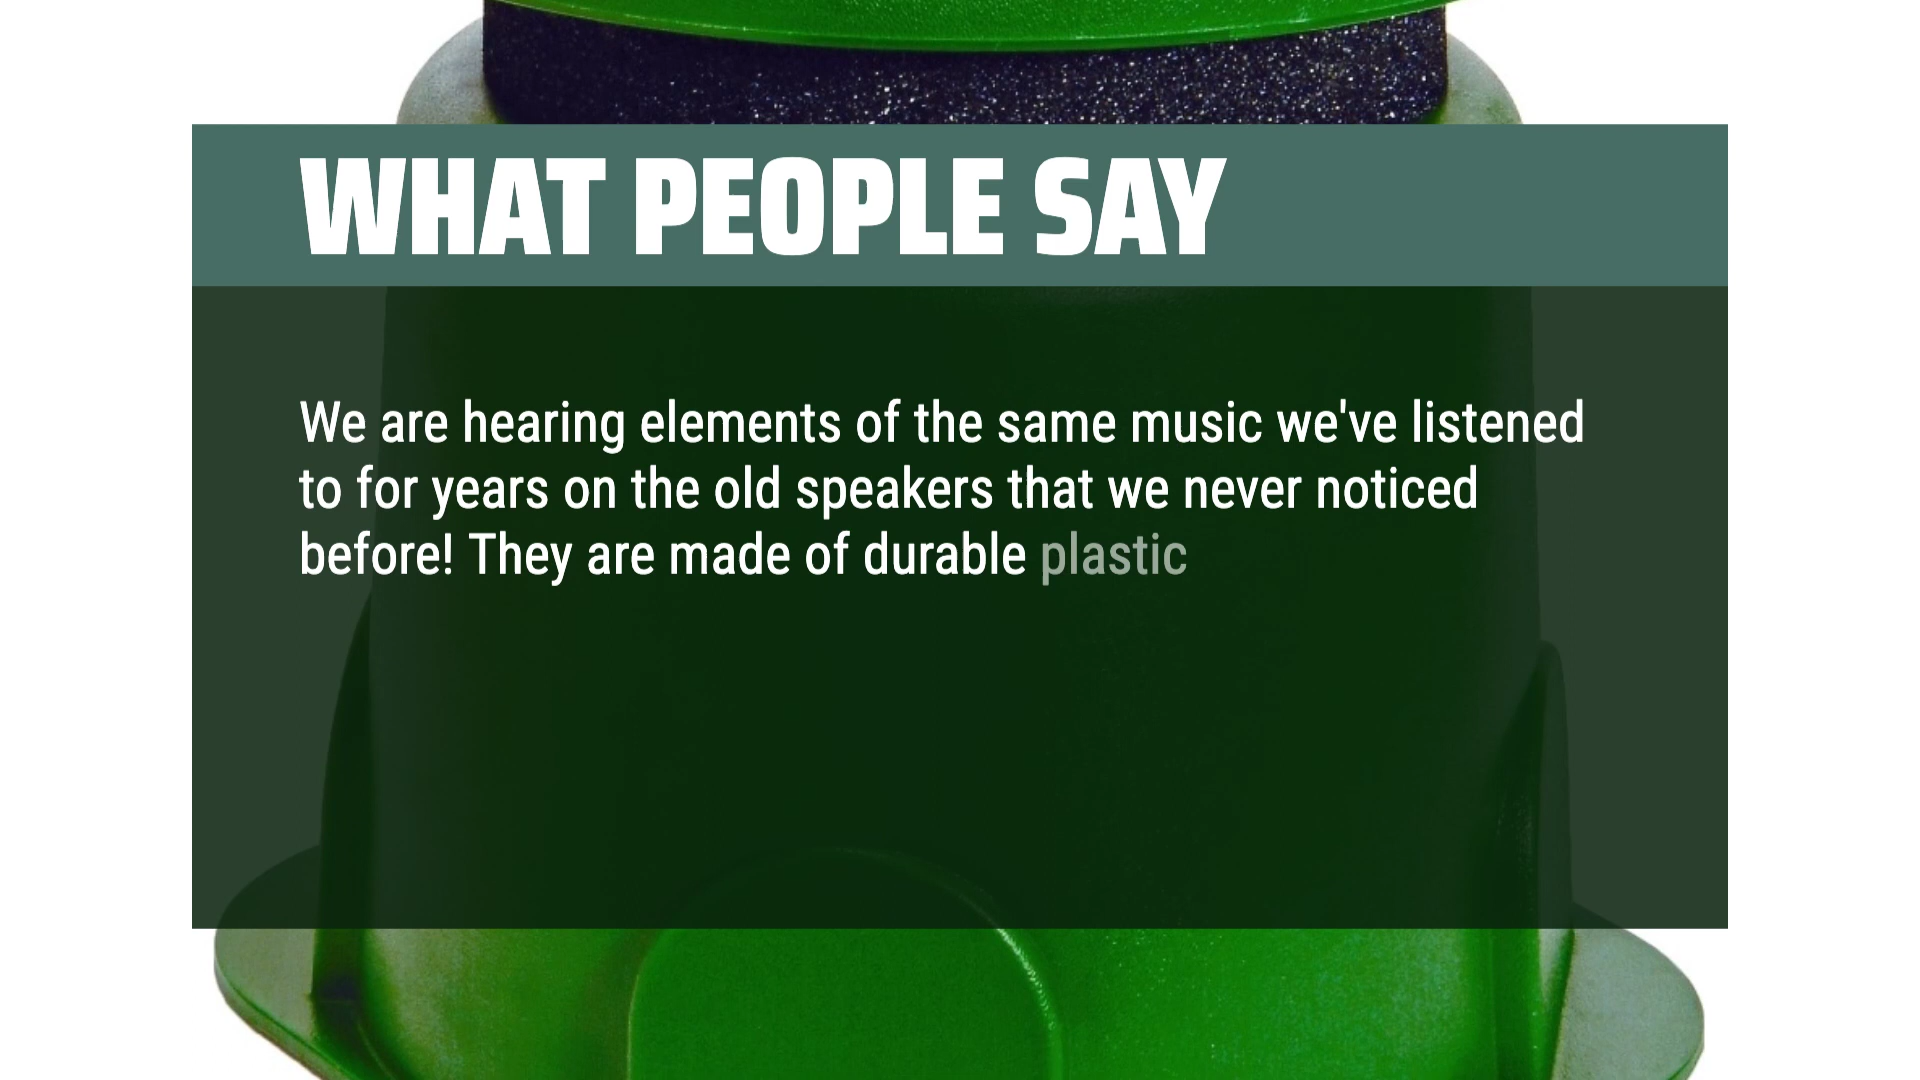 WHAT PEOPLE SAY
We are hearing elements of the same music we've listened
to for years on the old speakers that we never noticed
before! They are made of durable plastic